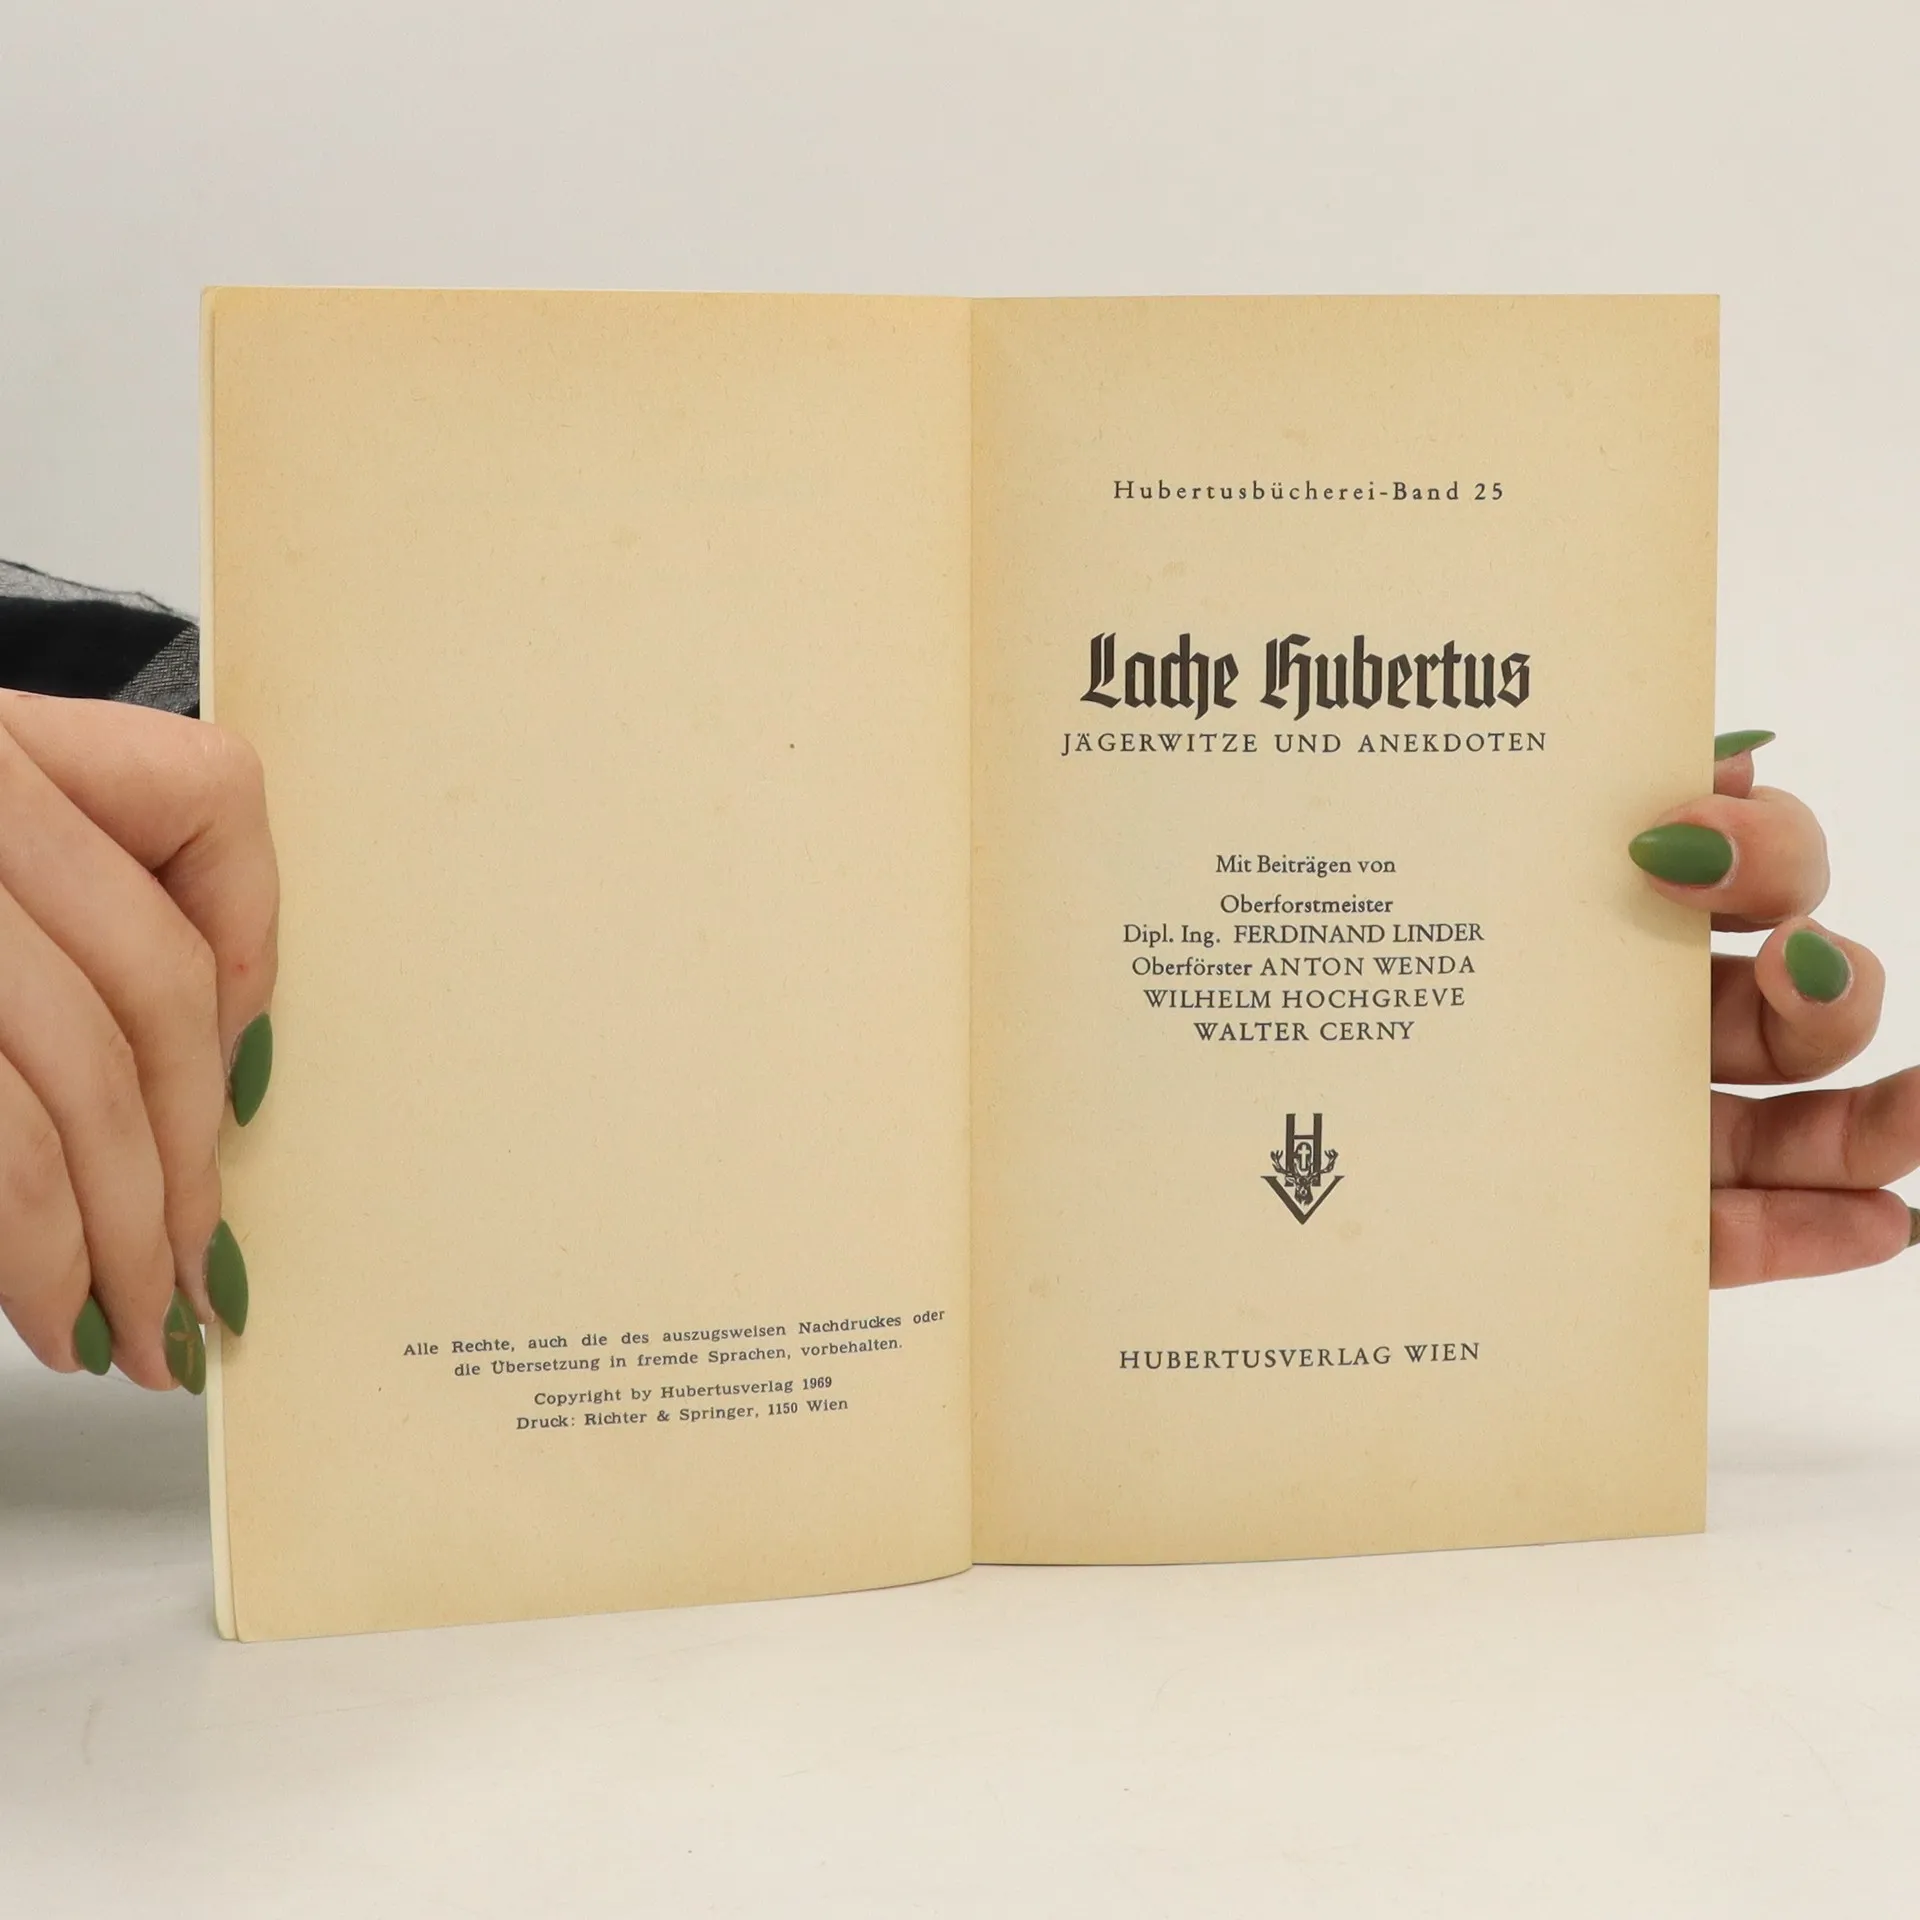 Alle Rechte, auch die des auszugsweisen Nachdruckes oder
die Übersetzung in fremde Sprachen, vorbehalten.
Copyright by Hubertusverlag 1969
Druck: Richter & Springer, 1150 Wien
Hubertusbücherei-Band 25
Lache Hubertus
JÄGERWITZE UND ANEKDOTEN
Mit Beiträgen von
Oberforstmeister
Dipl. Ing. FERDINAND LINDER
Oberförster ANTON WENDA
WILHELM HOCHGREVE
WALTER CERNY
HV
HUBERTUSVERLAG WIEN